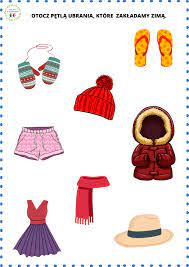 OTOCZ PĘTLĄ UBRANIA, KTÓRE ZAKŁADAMY ZIMĄ.